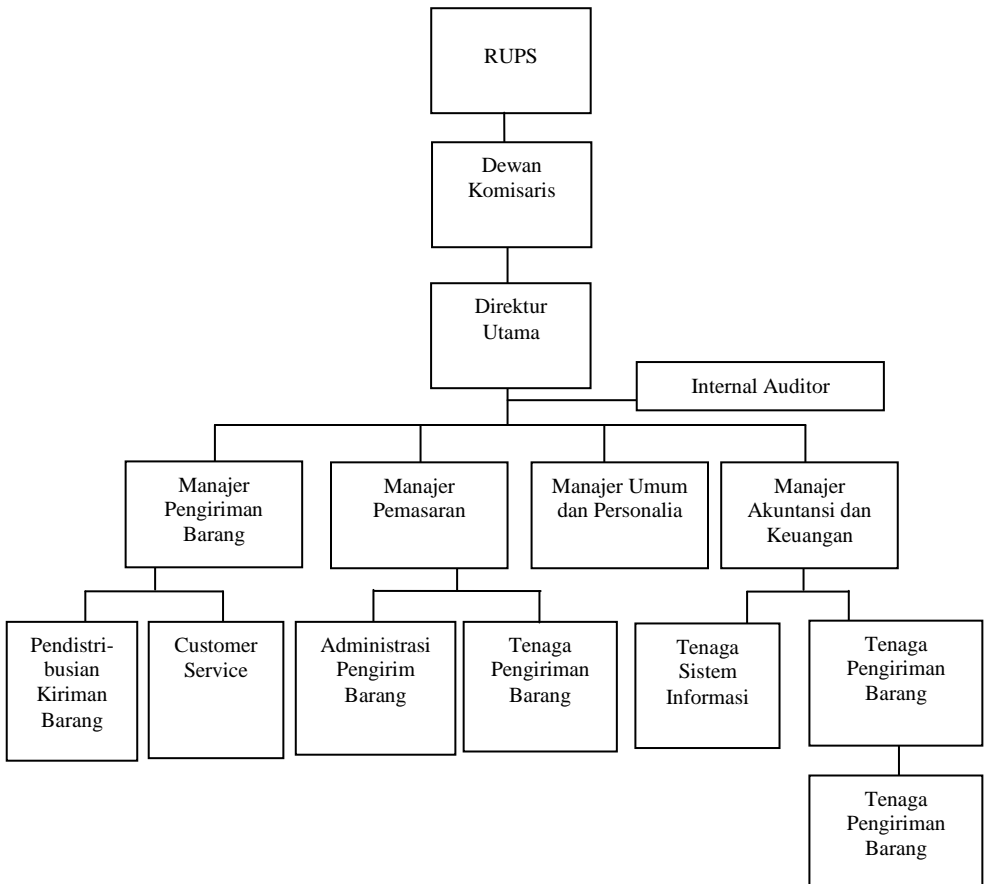 RUPS
Dewan
Komisaris
Direktur
Utama
Internal Auditor
Manajer
Pengiriman
Barang
Manajer
Pemasaran
Manajer Umum
dan Personalia
Manajer
Akuntansi dan
Keuangan
Pendistri-
busian
Kiriman
Barang
Customer
Service
Administrasi
Pengirim
Barang
Tenaga
Pengiriman
Barang
Tenaga
Sistem
Informasi
Tenaga
Pengiriman
Barang
Tenaga
Pengiriman
Barang